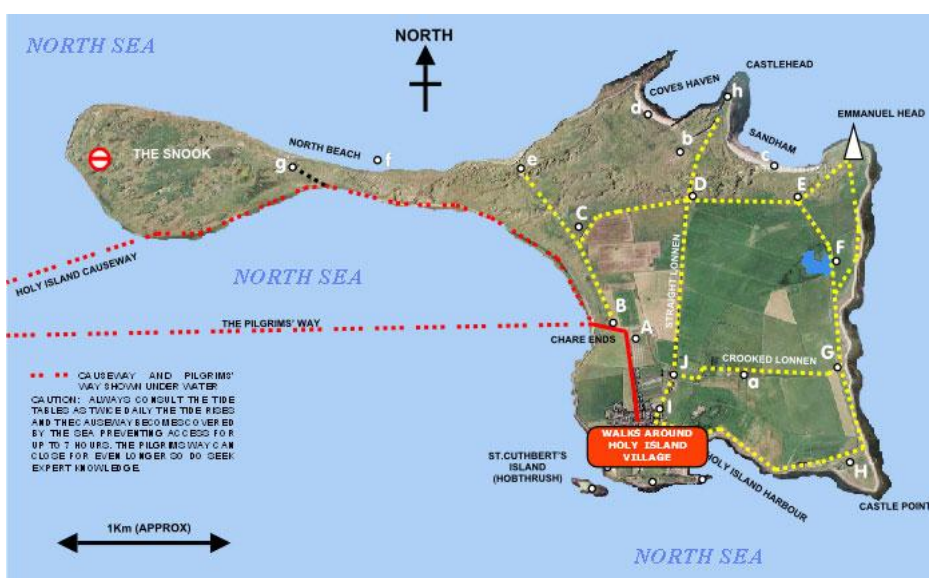 NORTH SEA
NORTH
CASTLEHEAD
COVES HAVEN
h
d
EMMANUEL HEAD
b
NORTH BEACH
f
SANDHAM
THE SNOOK
g
e
c
D
E
C
F
HOLY ISLAND CAUSEWAY
NORTH SEA
STRAIGHT LONNEN
THE PILGRIMS' WAY
B
A
CHARE ENDS
CROOKED LONNEN
G
J
a
CAUSEWAY AND PILGRIMS'
WAY SHOWN UNDER WATER
CAUTION: ALWAYS CONSULT THE TIDE
TABLES AS TWICE DAILY THE TIDE RISES
AND THE CAUSEWAY BECOMES COVERED
BY THE SEA PREVENTING ACCESS FOR
UP TO 7 HOURS. THE PILGRIMS WAY CAN
CLOSE FOR EVEN LONGER SO DO SEEK
EXPERT KNOWLEDGE.
I
WALKS AROUND
HOLY ISLAND
VILLAGE
ST.CUTHBERT'S
ISLAND
(HOBTHRUSH)
HOLY ISLAND HARBOUR
H
CASTLE POINT
1Km (APPROX)
NORTH SEA